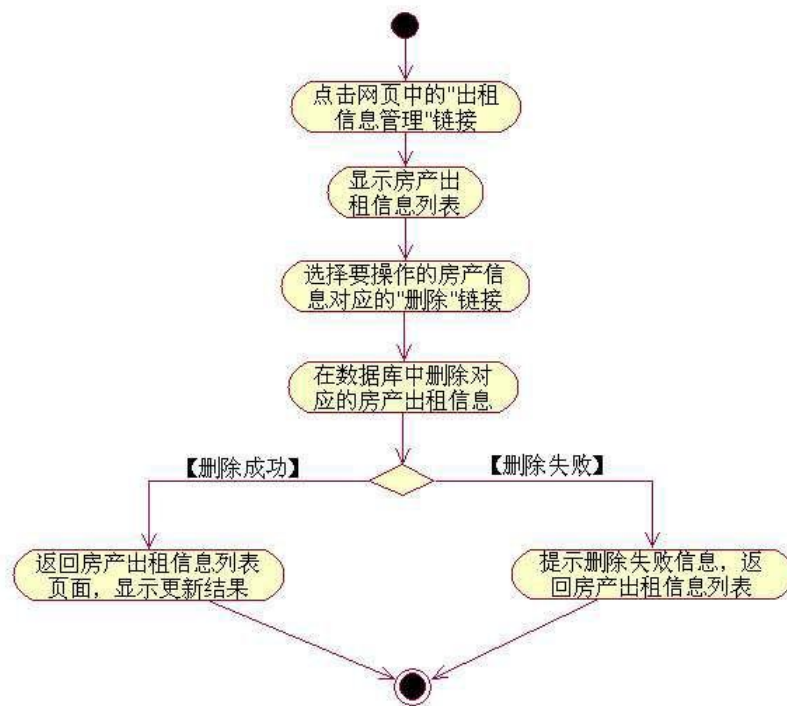 点击网页中的"出租
信息管理"链接
显示房产出
租信息列表
选择要操作的房产信
息对应的"删除"链接
在数据库中删除对
应的房产出租信息
【删除成功】
【删除失败】
返回房产出租信息列表
页面，显示更新结果
提示删除失败信息，返
回房产出租信息列表